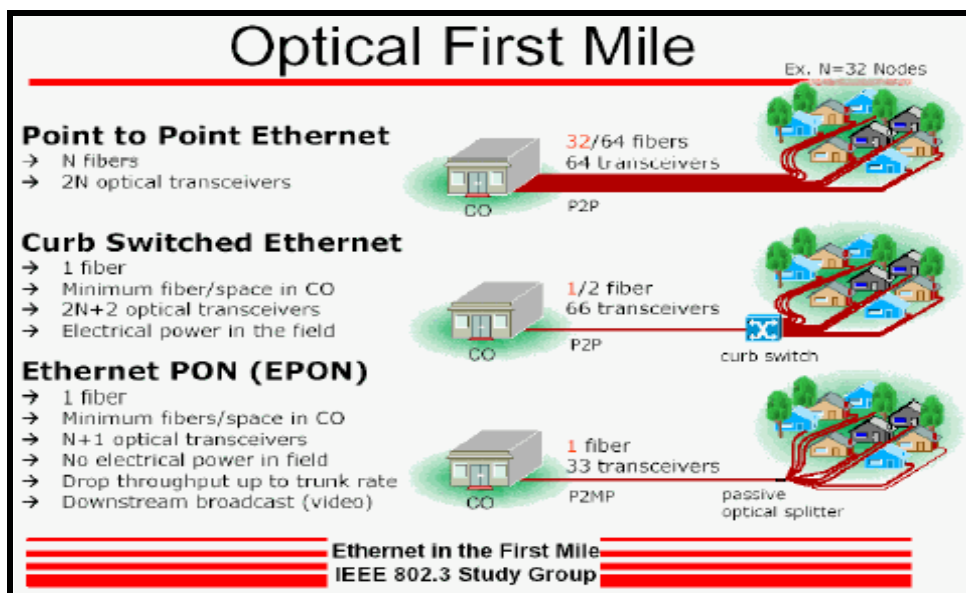 Optical First Mile
Ex. N=32 Nodes
Point to Point Ethernet
→ N fibers
→ 2N optical transceivers
32/64 fibers
64 transceivers
CO
P2P
Curb Switched Ethernet
→ 1 fiber
→ Minimum fiber/space in CO
→ 2N+2 optical transceivers
→ Electrical power in the field
1/2 fiber
66 transceivers
CO
P2P
curb switch
Ethernet PON (EPON)
→ 1 fiber
→ Minimum fibers/space in CO
→ N+1 optical transceivers
→ No electrical power in field
→ Drop throughput up to trunk rate
→ Downstream broadcast (video)
1 fiber
33 transceivers
CO
P2MP
passive
optical splitter
Ethernet in the First Mile
IEEE 802.3 Study Group